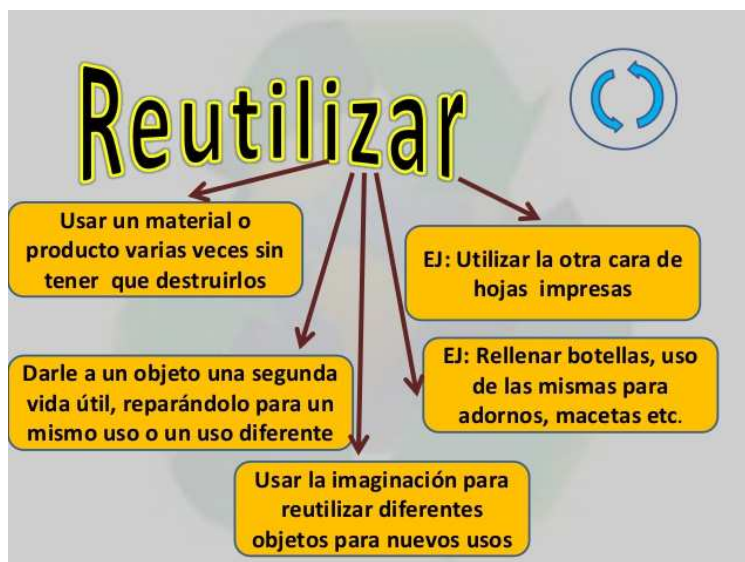 Reutilizar
Usar un material o
producto varias veces sin
tener que destruirlos
EJ: Utilizar la otra cara de
hojas impresas
Darle a un objeto una segunda
vida útil, reparándolo para un
mismo uso o un uso diferente
EJ: Rellenar botellas, uso
de las mismas para
adornos, macetas etc.
Usar la imaginación para
reutilizar diferentes
objetos para nuevos usos